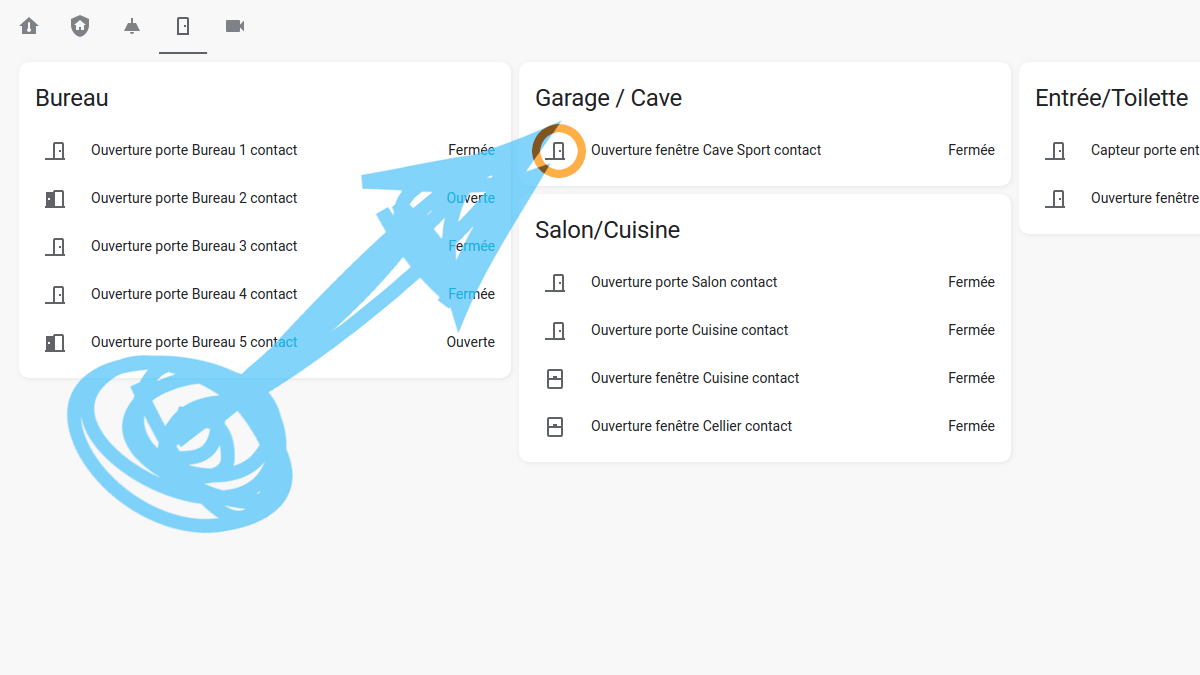 Bureau
Ouverture porte Bureau 1 contact Fermée
Ouverture porte Bureau 2 contact Ouverte
Ouverture porte Bureau 3 contact Fermée
Ouverture porte Bureau 4 contact Fermée
Ouverture porte Bureau 5 contact Ouverte
Garage / Cave
Ouverture fenêtre Cave Sport contact Fermée
Salon/Cuisine
Ouverture porte Salon contact Fermée
Ouverture porte Cuisine contact Fermée
Ouverture fenêtre Cuisine contact Fermée
Ouverture fenêtre Cellier contact Fermée
Entrée/Toilette
Capteur porte ent
Ouverture fenêtre